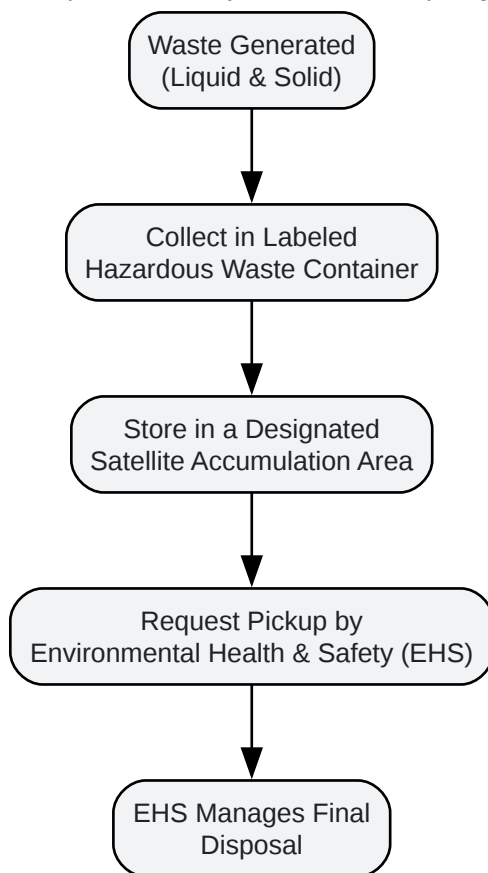 Waste Generated
(Liquid & Solid)
Collect in Labeled
Hazardous Waste Container
Store in a Designated
Satellite Accumulation Area
Request Pickup by
Environmental Health & Safety (EHS)
EHS Manages Final
Disposal